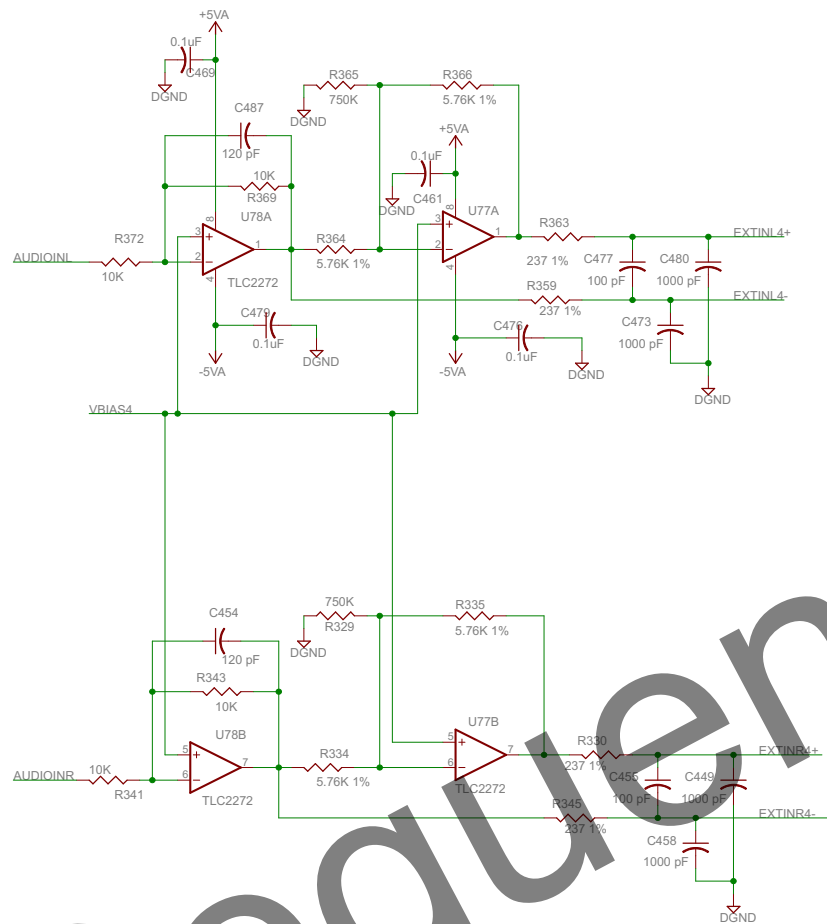 +5VA
0.1uF
C469
DGND
R365
750K
DGND
R366
5.76K 1%
C487
120 pF
+5VA
0.1uF
C461
DGND
10K
R369
U78A
U77A
8
3
+
2
−
1
4
TLC2272
R372
10K
AUDIOINL
R364
5.76K 1%
8
3
+
2
−
1
4
R363
237 1%
EXTINL4+
C477
100 pF
C480
1000 pF
R359
237 1%
EXTINL4-
C473
1000 pF
DGND
C479
0.1uF
DGND
-5VA
C476
0.1uF
DGND
-5VA
VBIAS4
750K
R329
DGND
R335
5.76K 1%
C454
120 pF
R343
10K
U78B
U77B
5
+
6
−
7
TLC2272
10K
R341
AUDIOINR
R334
5.76K 1%
5
+
6
−
7
TLC2272
R330
237 1%
EXTINR4+
C455
100 pF
C449
1000 pF
R345
237 1%
EXTINR4-
C458
1000 pF
DGND
quen